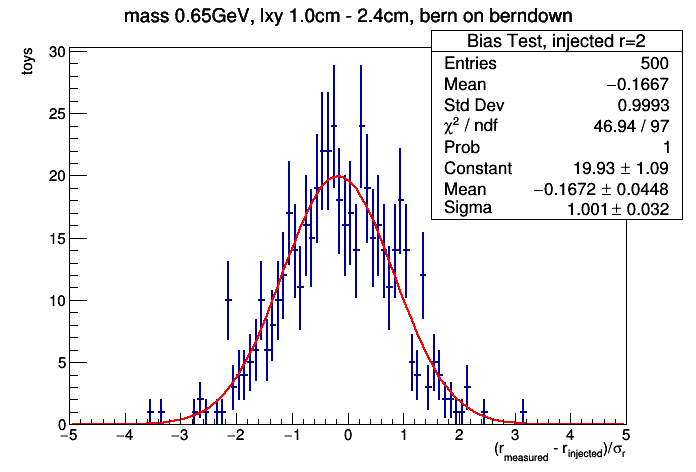 mass 0.65GeV, lxy 1.0cm - 2.4cm, bern on berndown
Bias Test, injected r=2
Entries 500
Mean −0.1667
Std Dev 0.9993
χ² / ndf 46.94 / 97
Prob 1
Constant 19.93 ± 1.09
Mean −0.1672 ± 0.0448
Sigma 1.001 ± 0.032
toys
30
25
20
15
10
5
0
−5 −4 −3 −2 −1 0 1 2 3 4 5
(r_measured - r_injected)/σ_r